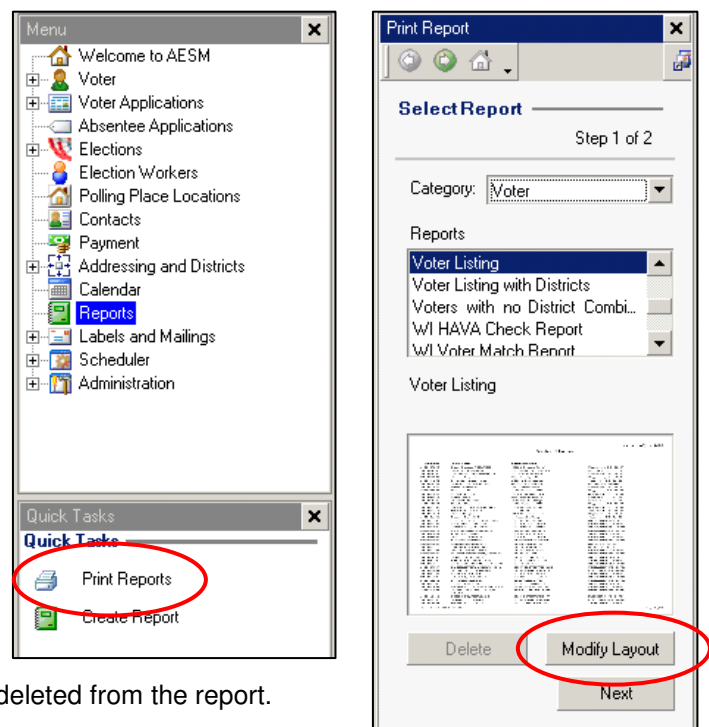 Menu
Welcome to AESM
Voter
Voter Applications
Absentee Applications
Elections
Election Workers
Polling Place Locations
Contacts
Payment
Addressing and Districts
Calendar
Reports
Labels and Mailings
Scheduler
Administration
Quick Tasks
Quick Tasks
Print Reports
Create Report
deleted from the report.
Print Report
Select Report
Step 1 of 2
Category: Voter
Reports
Voter Listing
Voter Listing with Districts
Voters with no District Combi...
WI HAVA Check Report
WI Voter Match Report
Voter Listing
Delete
Modify Layout
Next